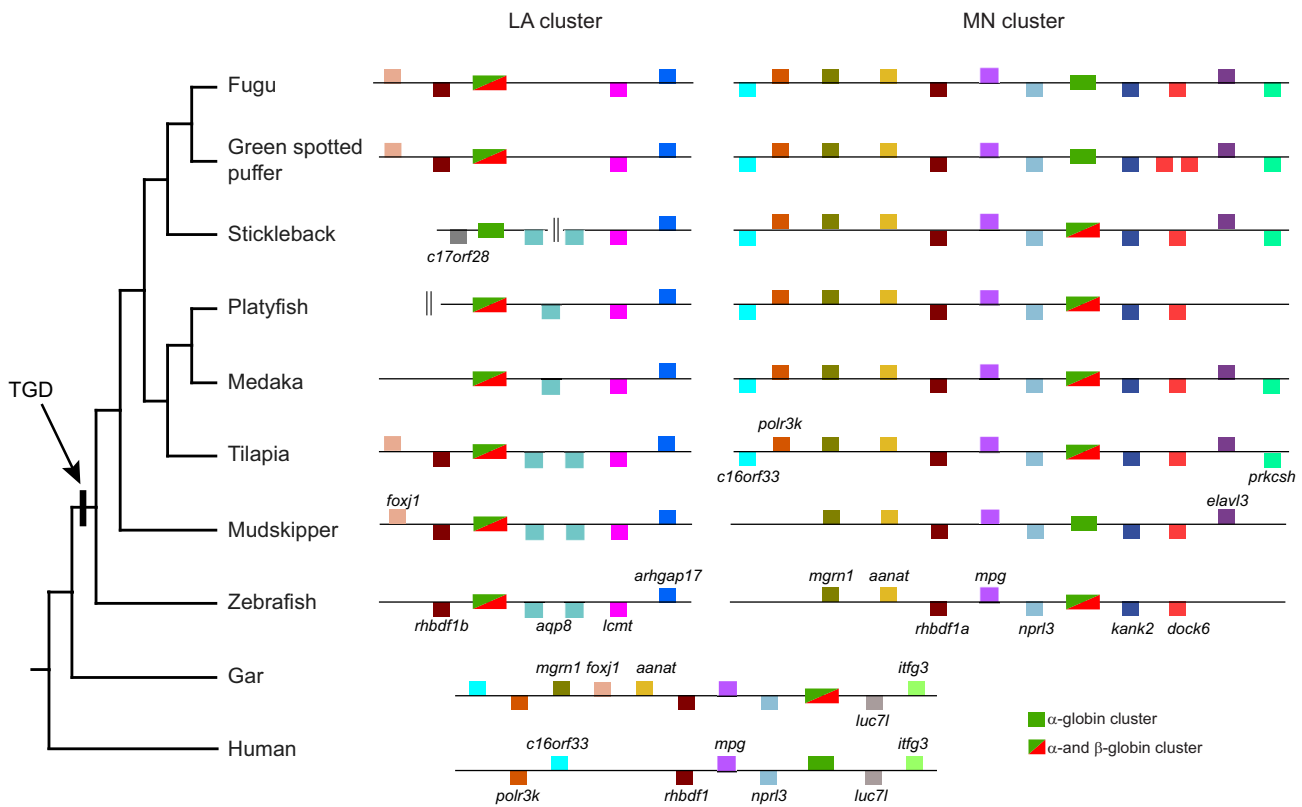 LA cluster
MN cluster
Fugu
Green spotted
puffer
Stickleback
c17orf28
Platyfish
TGD
Medaka
polr3k
Tilapia
c16orf33
prkcsh
foxj1
elavl3
Mudskipper
arhgap17
mgrn1
aanat
mpg
Zebrafish
rhbdf1b
aqp8
lcmt
rhbdf1a
nprl3
kank2
dock6
mgrn1
foxj1
aanat
itfg3
Gar
luc7l
α-globin cluster
c16orf33
mpg
itfg3
Human
α-and β-globin cluster
polr3k
rhbdf1
nprl3
luc7l